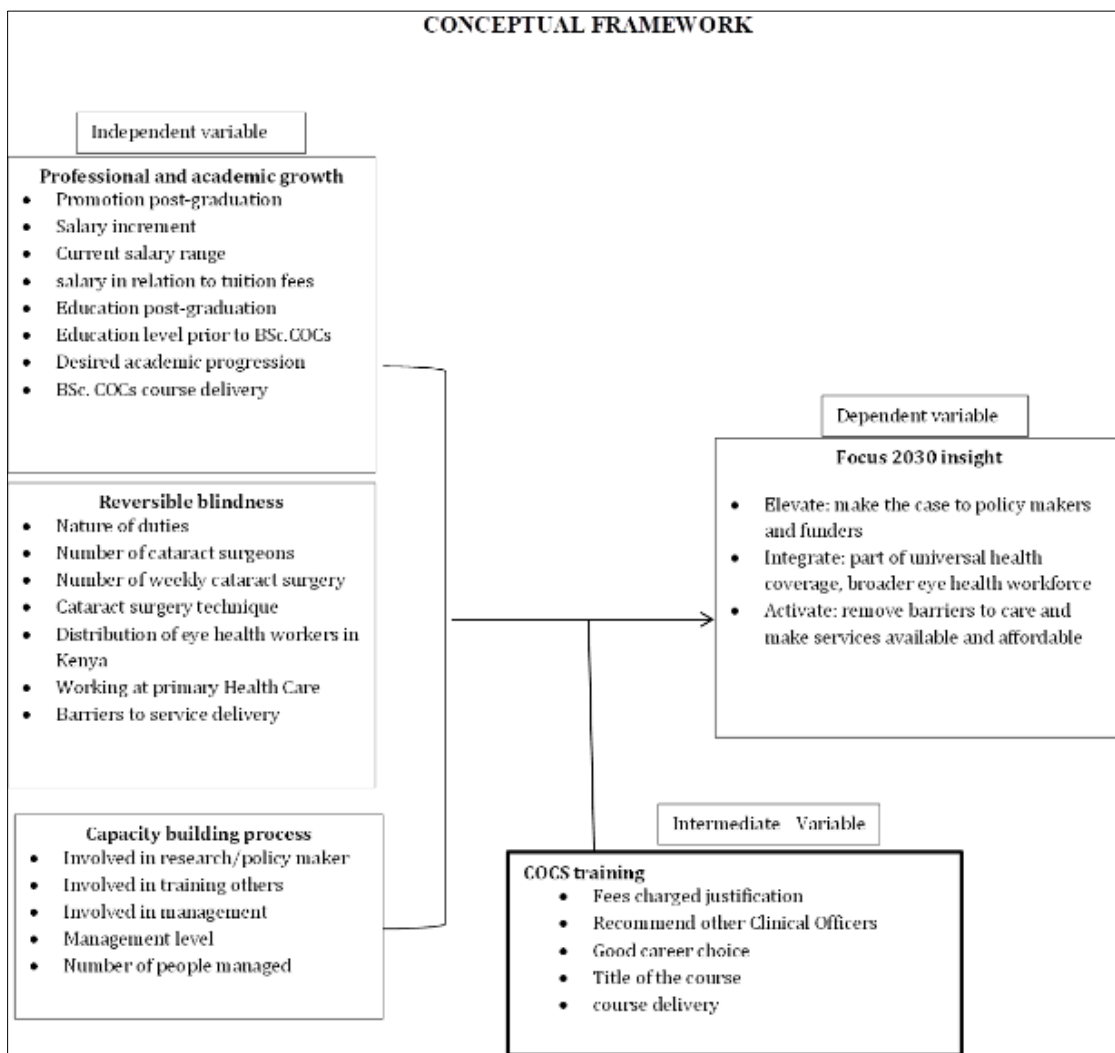 CONCEPTUAL FRAMEWORK
Independent variable
Professional and academic growth
• Promotion post-graduation
• Salary increment
• Current salary range
• salary in relation to tuition fees
• Education post-graduation
• Education level prior to BSc.COCs
• Desired academic progression
• BSc. COCs course delivery
Reversible blindness
• Nature of duties
• Number of cataract surgeons
• Number of weekly cataract surgery
• Cataract surgery technique
• Distribution of eye health workers in
Kenya
• Working at primary Health Care
• Barriers to service delivery
Capacity building process
• Involved in research/policy maker
• Involved in training others
• Involved in management
• Management level
• Number of people managed
Dependent variable
Focus 2030 insight
• Elevate: make the case to policy makers
and funders
• Integrate: part of universal health
coverage, broader eye health workforce
• Activate: remove barriers to care and
make services available and affordable
Intermediate Variable
COCS training
• Fees charged justification
• Recommend other Clinical Officers
• Good career choice
• Title of the course
• course delivery